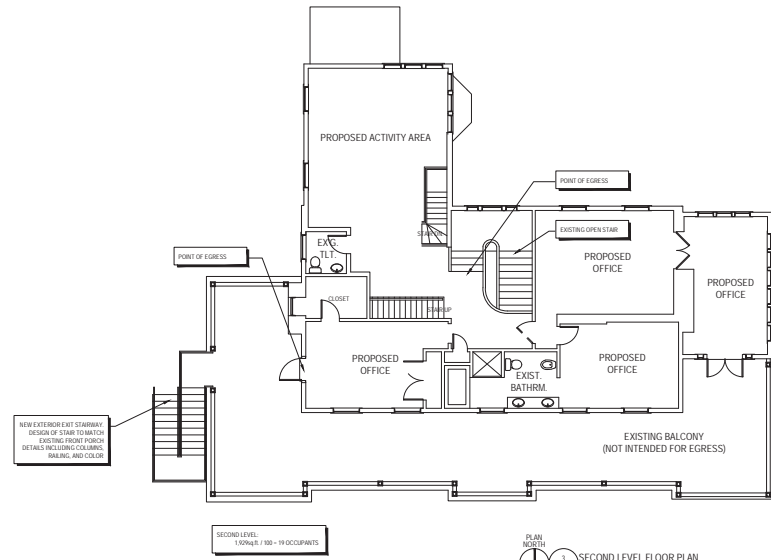 PROPOSED ACTIVITY AREA
POINT OF EGRESS
STAIR DN
EXISTING OPEN STAIR
EX'G.
TLT.
POINT OF EGRESS
PROPOSED
OFFICE
PROPOSED
OFFICE
CLOSET
STAIR UP
PROPOSED
OFFICE
EXIST.
BATHRM.
PROPOSED
OFFICE
NEW EXTERIOR EXIT STAIRWAY.
DESIGN OF STAIR TO MATCH
EXISTING FRONT PORCH
DETAILS INCLUDING COLUMNS,
RAILING, AND COLOR
EXISTING BALCONY
(NOT INTENDED FOR EGRESS)
SECOND LEVEL:
1,929sq.ft. / 100 = 19 OCCUPANTS
PLAN
NORTH
3
SECOND LEVEL FLOOR PLAN